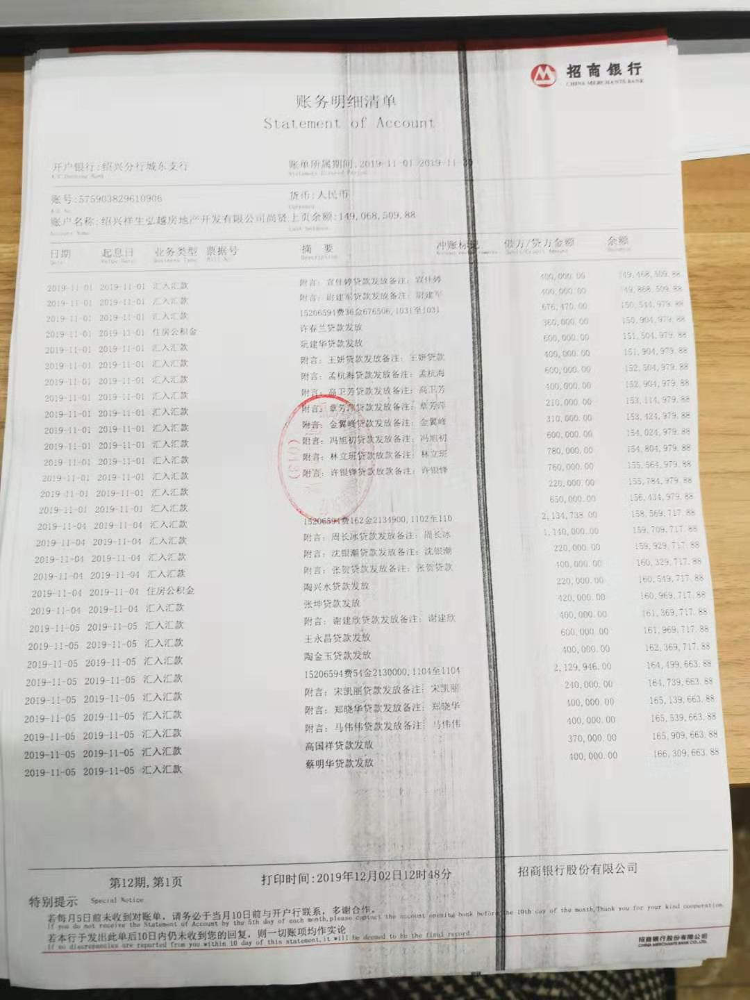 招商银行
CHINA MERCHANTS BANK
账务明细清单
Statement of Account
开户银行:绍兴分行城东支行 账单所属期间:2019-11-01/2019-11-30
A/C Openning Bank Statement Covered Period
账号:575903829610906 货币:人民币
A/C No. Currency
账户名称:绍兴祥生弘越房地产开发有限公司尚贤 上页余额:149,068,509.88
Account Name Last balance
日期 起息日 业务类型 票据号 摘 要 冲账标记 借方/贷方金额 余额
Date Value Date Business Type Bill No. Description Debit/Credit Amount Balance
2019-11-01 2019-11-01 汇入汇款 附言: 宣仕婷贷款发放备注: 宣仕婷 400,000.00 149,468,509.88
2019-11-01 2019-11-01 汇入汇款 附言: 尉建军贷款发放备注: 尉建军 400,000.00 149,868,509.88
2019-11-01 2019-11-01 汇入汇款 15206594费36金676506,1031至1031 676,470.00 150,544,979.88
2019-11-01 2019-11-01 住房公积金 许春兰贷款发放 360,000.00 150,904,979.88
2019-11-01 2019-11-01 汇入汇款 阮建华贷款发放 600,000.00 151,504,979.88
2019-11-01 2019-11-01 汇入汇款 附言: 王妍贷款发放备注: 王妍贷款 400,000.00 151,904,979.88
2019-11-01 2019-11-01 汇入汇款 附言: 孟杭海贷款发放备注: 孟杭海 600,000.00 152,504,979.88
2019-11-01 2019-11-01 汇入汇款 附言: 高卫芳贷款发放备注: 高卫芳 400,000.00 152,904,979.88
2019-11-01 2019-11-01 汇入汇款 附言: 章芳萍贷款发放备注: 章芳萍 210,000.00 153,114,979.88
2019-11-01 2019-11-01 汇入汇款 附言: 金翼峰贷款发放备注: 金翼峰 310,000.00 153,424,979.88
2019-11-01 2019-11-01 汇入汇款 附言: 冯旭初贷款发放备注: 冯旭初 600,000.00 154,024,979.88
2019-11-01 2019-11-01 汇入汇款 附言: 林立班贷款发放款备注: 林立班 780,000.00 154,804,979.88
2019-11-01 2019-11-01 汇入汇款 附言: 许银锋贷款放款备注: 许银锋 760,000.00 155,564,979.88
2019-11-01 2019-11-01 汇入汇款 220,000.00 155,784,979.88
2019-11-01 2019-11-01 汇入汇款 650,000.00 156,434,979.88
2019-11-04 2019-11-04 汇入汇款 15206594费162金2134900,1102至110 2,134,738.00 158,569,717.88
2019-11-04 2019-11-04 汇入汇款 附言: 周长冰贷款发放备注: 周长冰 1,140,000.00 159,709,717.88
2019-11-04 2019-11-04 汇入汇款 附言: 沈银潮贷款发放备注: 沈银潮 220,000.00 159,929,717.88
2019-11-04 2019-11-04 汇入汇款 附言: 张贺贷款发放备注: 张贺贷款 400,000.00 160,329,717.88
2019-11-04 2019-11-04 住房公积金 陶兴水贷款发放 220,000.00 160,549,717.88
2019-11-04 2019-11-04 汇入汇款 张坤贷款发放 420,000.00 160,969,717.88
2019-11-05 2019-11-05 汇入汇款 附言: 谢建欣贷款发放备注: 谢建欣 400,000.00 161,369,717.88
2019-11-05 2019-11-05 汇入汇款 王永昌贷款发放 600,000.00 161,969,717.88
2019-11-05 2019-11-05 汇入汇款 陶金玉贷款发放 400,000.00 162,369,717.88
2019-11-05 2019-11-05 汇入汇款 15206594费54金2130000,1104至1104 2,129,946.00 164,499,663.88
2019-11-05 2019-11-05 汇入汇款 附言: 宋凯丽贷款发放备注: 宋凯丽 240,000.00 164,739,663.88
2019-11-05 2019-11-05 汇入汇款 附言: 郑晓华贷款发放备注: 郑晓华 400,000.00 165,139,663.88
2019-11-05 2019-11-05 汇入汇款 附言: 马伟伟贷款发放备注: 马伟伟 400,000.00 165,539,663.88
2019-11-05 2019-11-05 汇入汇款 高国祥贷款发放 370,000.00 165,909,663.88
2019-11-05 2019-11-05 汇入汇款 蔡明华贷款发放 400,000.00 166,309,663.88
第12期,第1页 打印时间:2019年12月02日12时48分 招商银行股份有限公司
特别提示 Special Notice
若每月5日前未收到对账单, 请务必于当月10日前与开户行联系, 多谢合作。
If you do not receive the Statement of Account by the 5th day of each month,please contact the account opening bank before the 10th day of the month,Thank you for your kind cooperation.
若本行于发出此单后10日内仍未收到您的回复, 则一切账项均作实论
If no discrepancies are reported from you within 10 day of this statement,it will be deemed to be the final record.
招商银行股份有限公司
CHINA MERCHANTS BANK CO.,LTD.